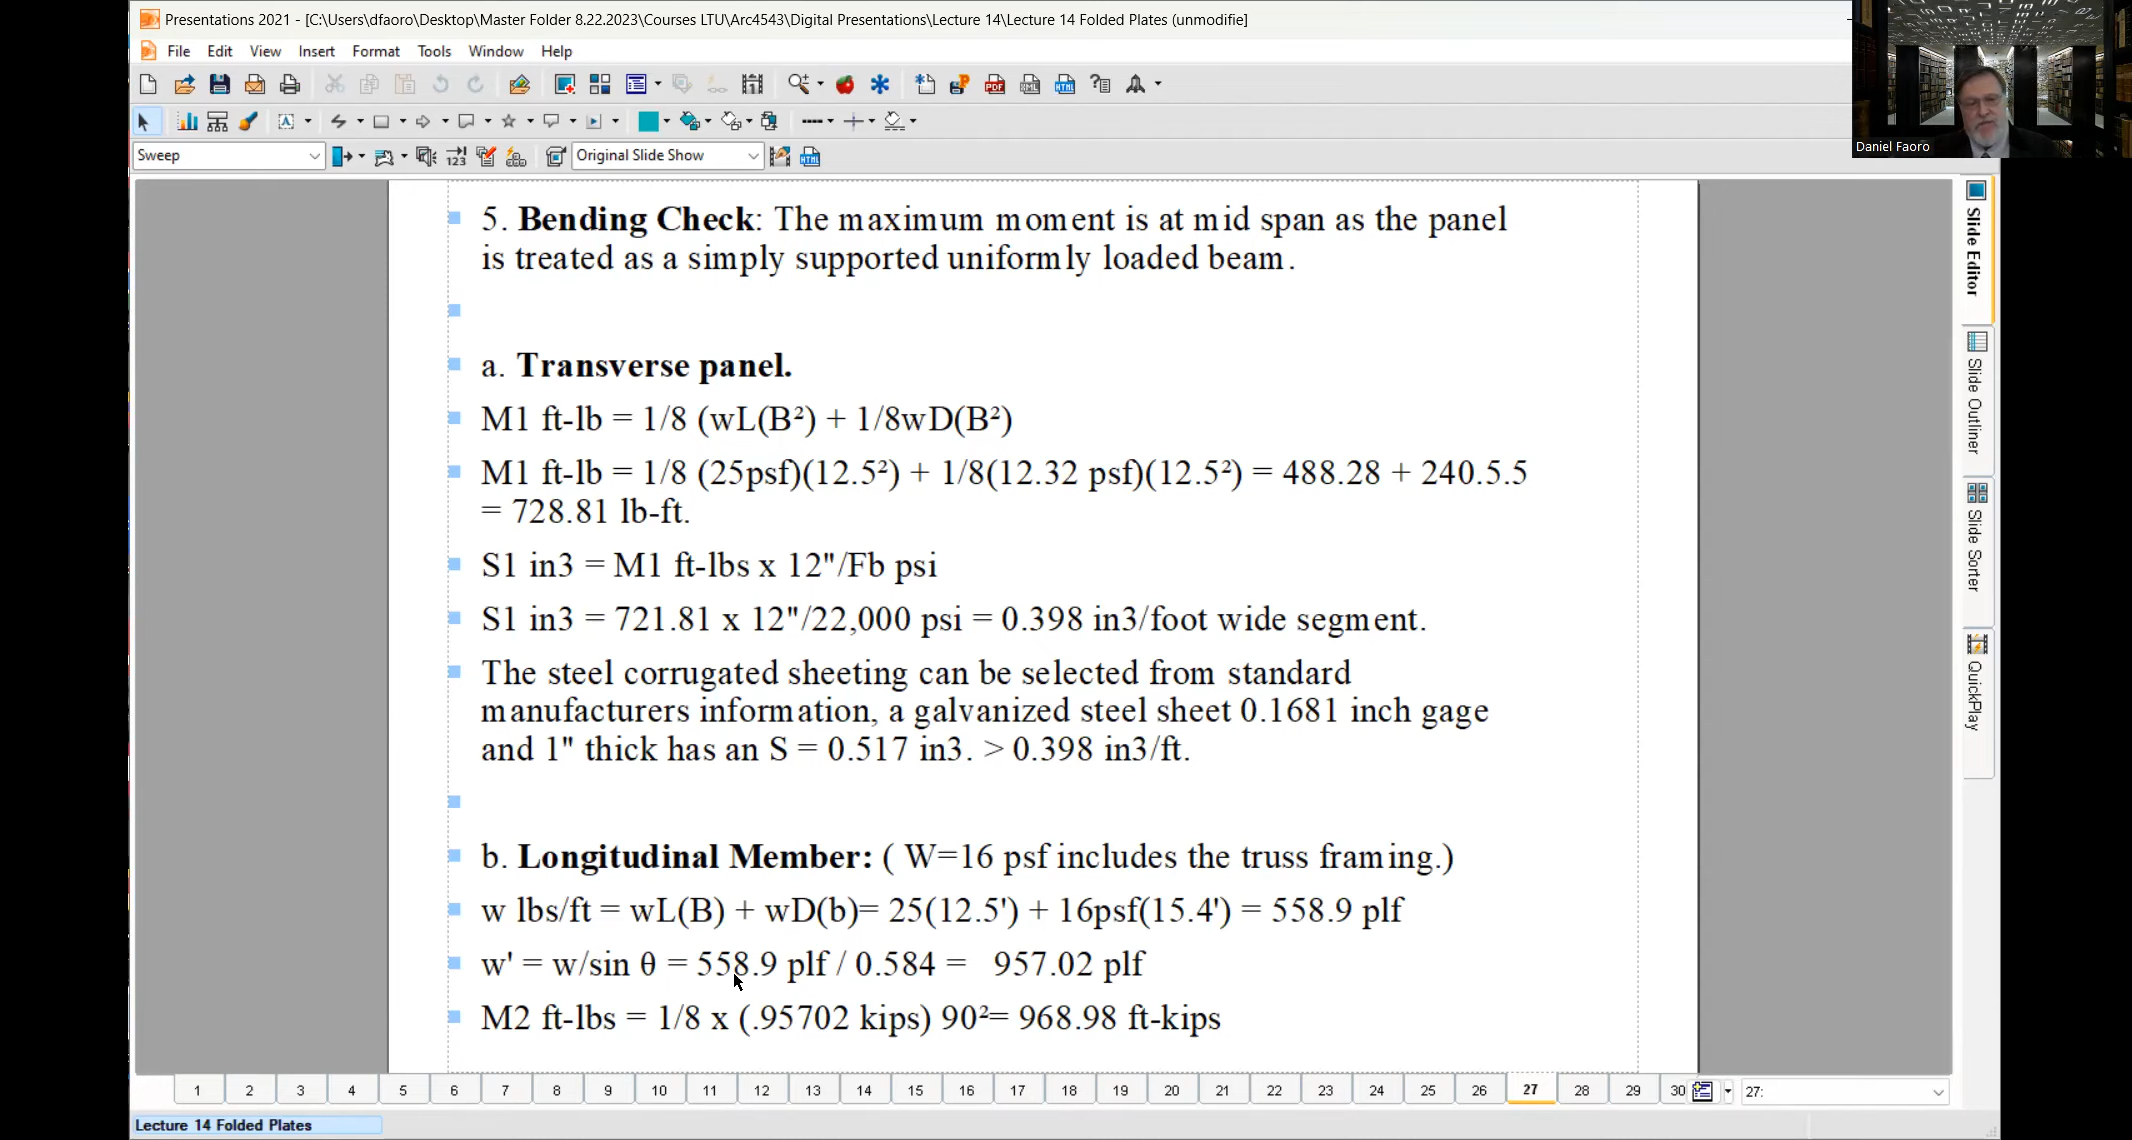 Presentations 2021 - [C:\Users\dfaoro\Desktop\Master Folder 8.22.2023\Courses LTU\Arc4543\Digital Presentations\Lecture 14\Lecture 14 Folded Plates (unmodifie]
File Edit View Insert Format Tools Window Help
Sweep
Original Slide Show
Daniel Faoro
5. Bending Check: The maximum moment is at mid span as the panel
is treated as a simply supported uniformly loaded beam.
a. Transverse panel.
M1 ft-lb = 1/8 (wL(B²) + 1/8wD(B²)
M1 ft-lb = 1/8 (25psf)(12.5²) + 1/8(12.32 psf)(12.5²) = 488.28 + 240.5.5
= 728.81 lb-ft.
S1 in3 = M1 ft-lbs x 12"/Fb psi
S1 in3 = 721.81 x 12"/22,000 psi = 0.398 in3/foot wide segment.
The steel corrugated sheeting can be selected from standard
manufacturers information, a galvanized steel sheet 0.1681 inch gage
and 1" thick has an S = 0.517 in3. > 0.398 in3/ft.
b. Longitudinal Member: ( W=16 psf includes the truss framing.)
w lbs/ft = wL(B) + wD(b)= 25(12.5') + 16psf(15.4') = 558.9 plf
w' = w/sin θ = 558.9 plf / 0.584 = 957.02 plf
M2 ft-lbs = 1/8 x (.95702 kips) 90²= 968.98 ft-kips
Slide Editor
Slide Outliner
Slide Sorter
QuickPlay
1 2 3 4 5 6 7 8 9 10 11 12 13 14 15 16 17 18 19 20 21 22 23 24 25 26 27 28 29 30
27:
Lecture 14 Folded Plates